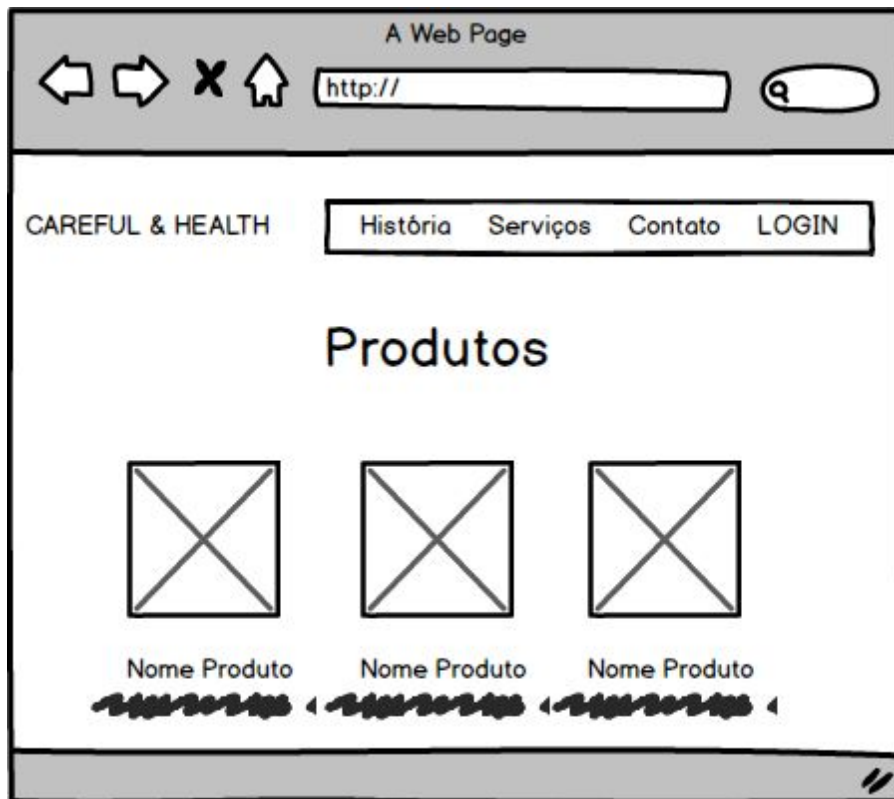 A Web Page
http://
CAREFUL & HEALTH
História Serviços Contato LOGIN
Produtos
Nome Produto Nome Produto Nome Produto